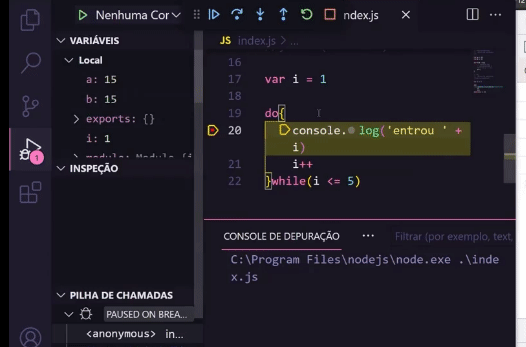 Nenhuma Cor
ndex.js
VARIÁVEIS
Local
a: 15
b: 15
exports: {}
i: 1
module: Module {i
INSPEÇÃO
PILHA DE CHAMADAS
PAUSED ON BREA...
<anonymous> in...
1
JS index.js > ...
16
17 var i = 1
18
19 do{
20 console. log('entrou ' +
i)
21 i++
22 }while(i <= 5)
CONSOLE DE DEPURAÇÃO ... Filtrar (por exemplo, text,
C:\Program Files\nodejs\node.exe .\inde
x.js